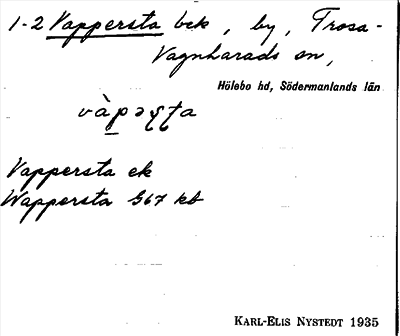 1-2 Vappersta bek, by, Trosa-
Vagnharads sn,
Hölebo hd, Södermanlands län
Vappersta ek
Wappersta 567 kb
KARL-ELIS NYSTEDT 1935